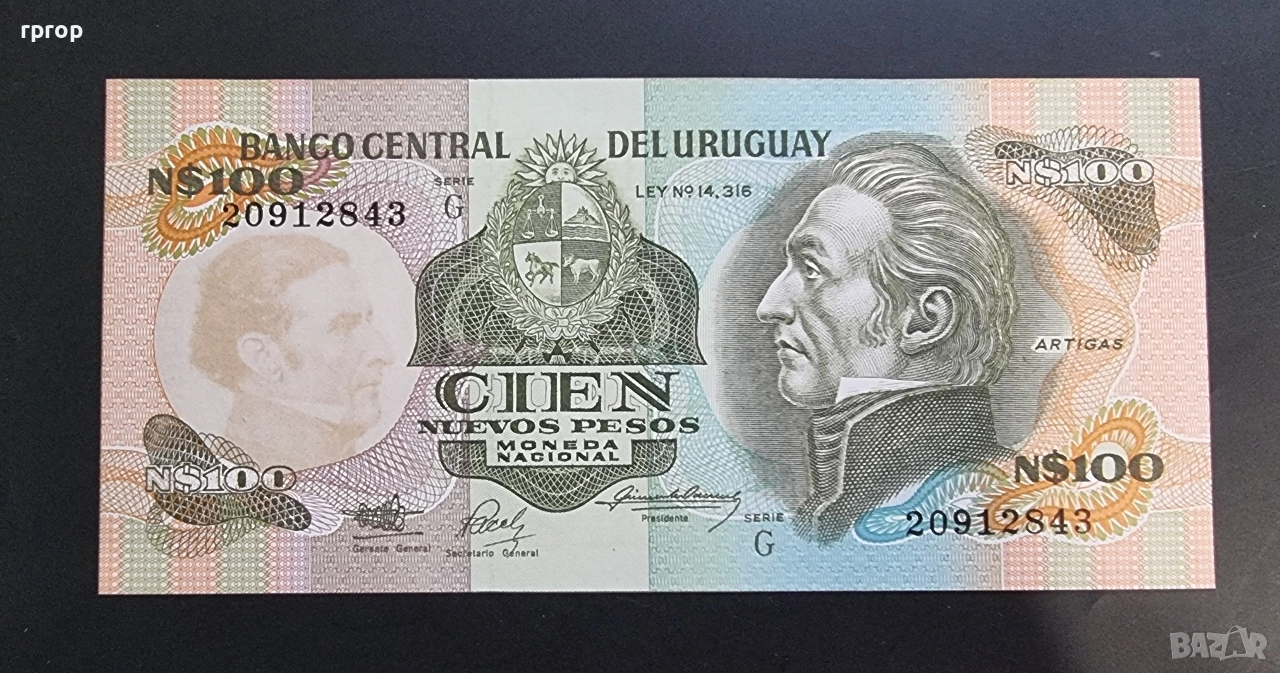 rprop
BANCO CENTRAL DEL URUGUAY
N$100
SERIE
G
20912843
LEY Nº 14,316
N$100
ARTIGAS
CIEN
NUEVOS PESOS
MONEDA
NACIONAL
N$100
N$100
Gerente General
Secretario General
Presidente
SERIE
G
20912843
BAZAR